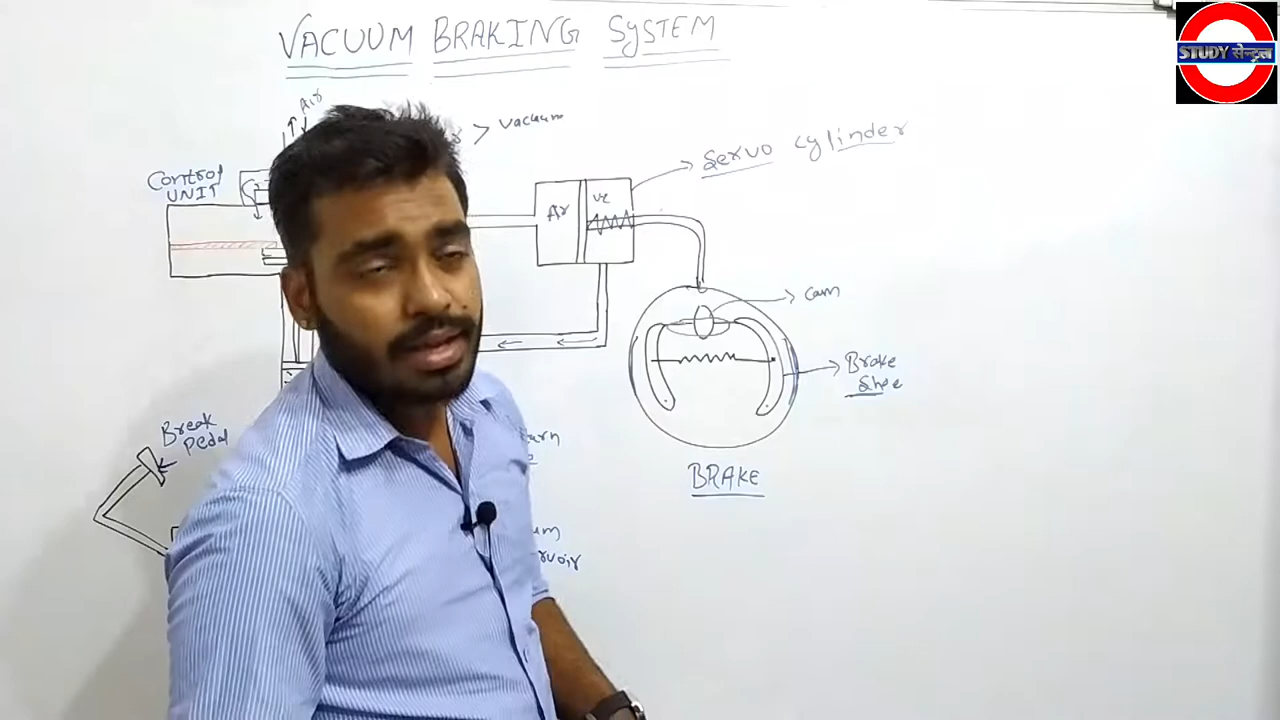 VACUUM BRAKING SYSTEM
STUDY सेन्ट्रल
Air
> Vacuum
Servo cylinder
Control
UNIT
Air
Cam
Brake
Shoe
Break
Pedal
BRAKE